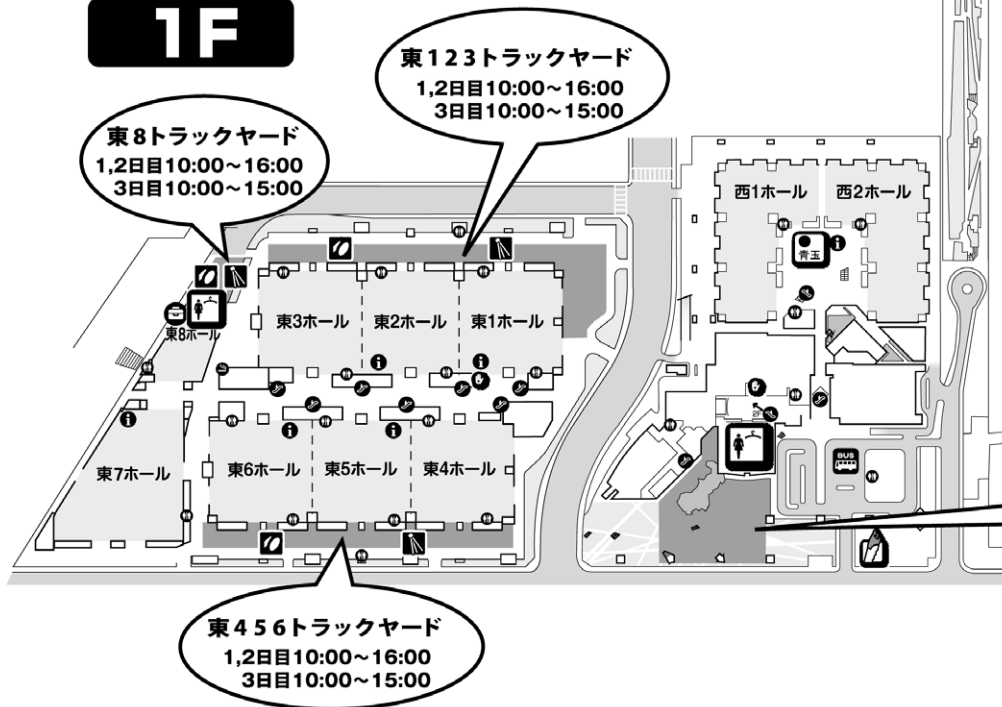 1F
東123トラックヤード
1,2日目10:00～16:00
3日目10:00～15:00
東8トラックヤード
1,2日目10:00～16:00
3日目10:00～15:00
西1ホール
西2ホール
青玉
東3ホール
東2ホール
東1ホール
東8ホール
2F
東7ホール
東6ホール
東5ホール
東4ホール
BUS
東456トラックヤード
1,2日目10:00～16:00
3日目10:00～15:00